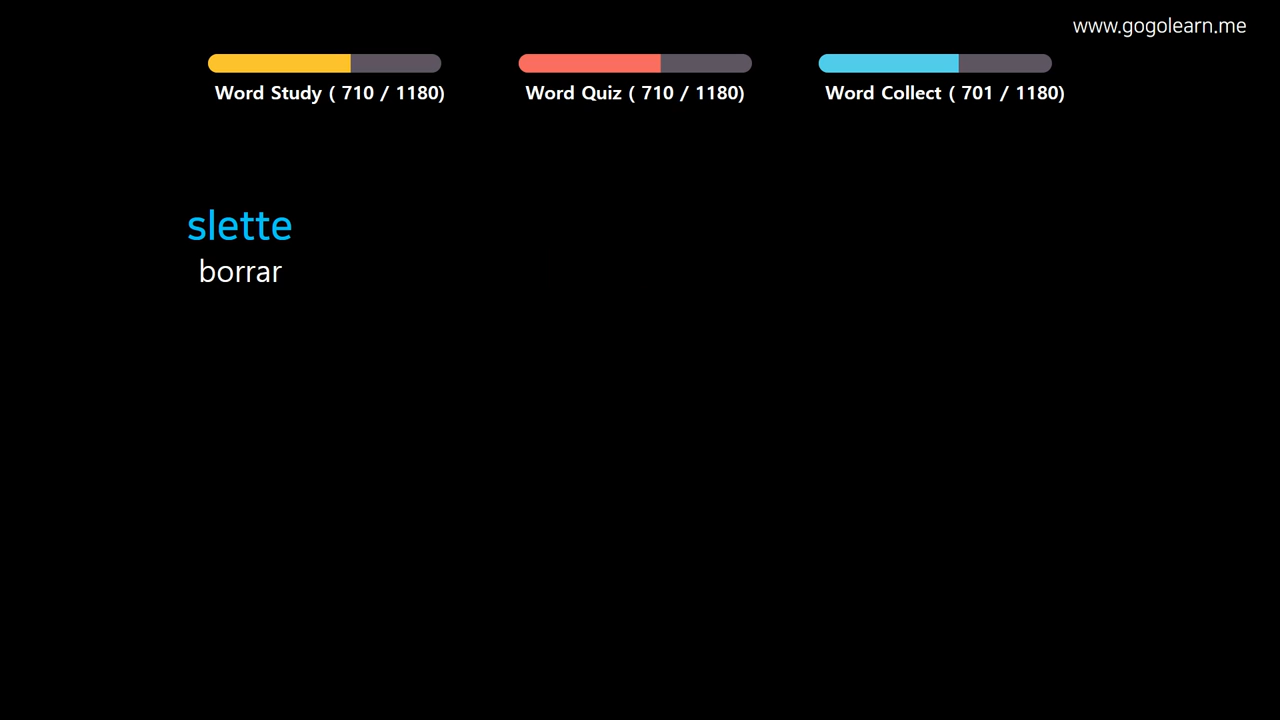 www.gogolearn.me
Word Study ( 710 / 1180)
Word Quiz ( 710 / 1180)
Word Collect ( 701 / 1180)
slette
borrar